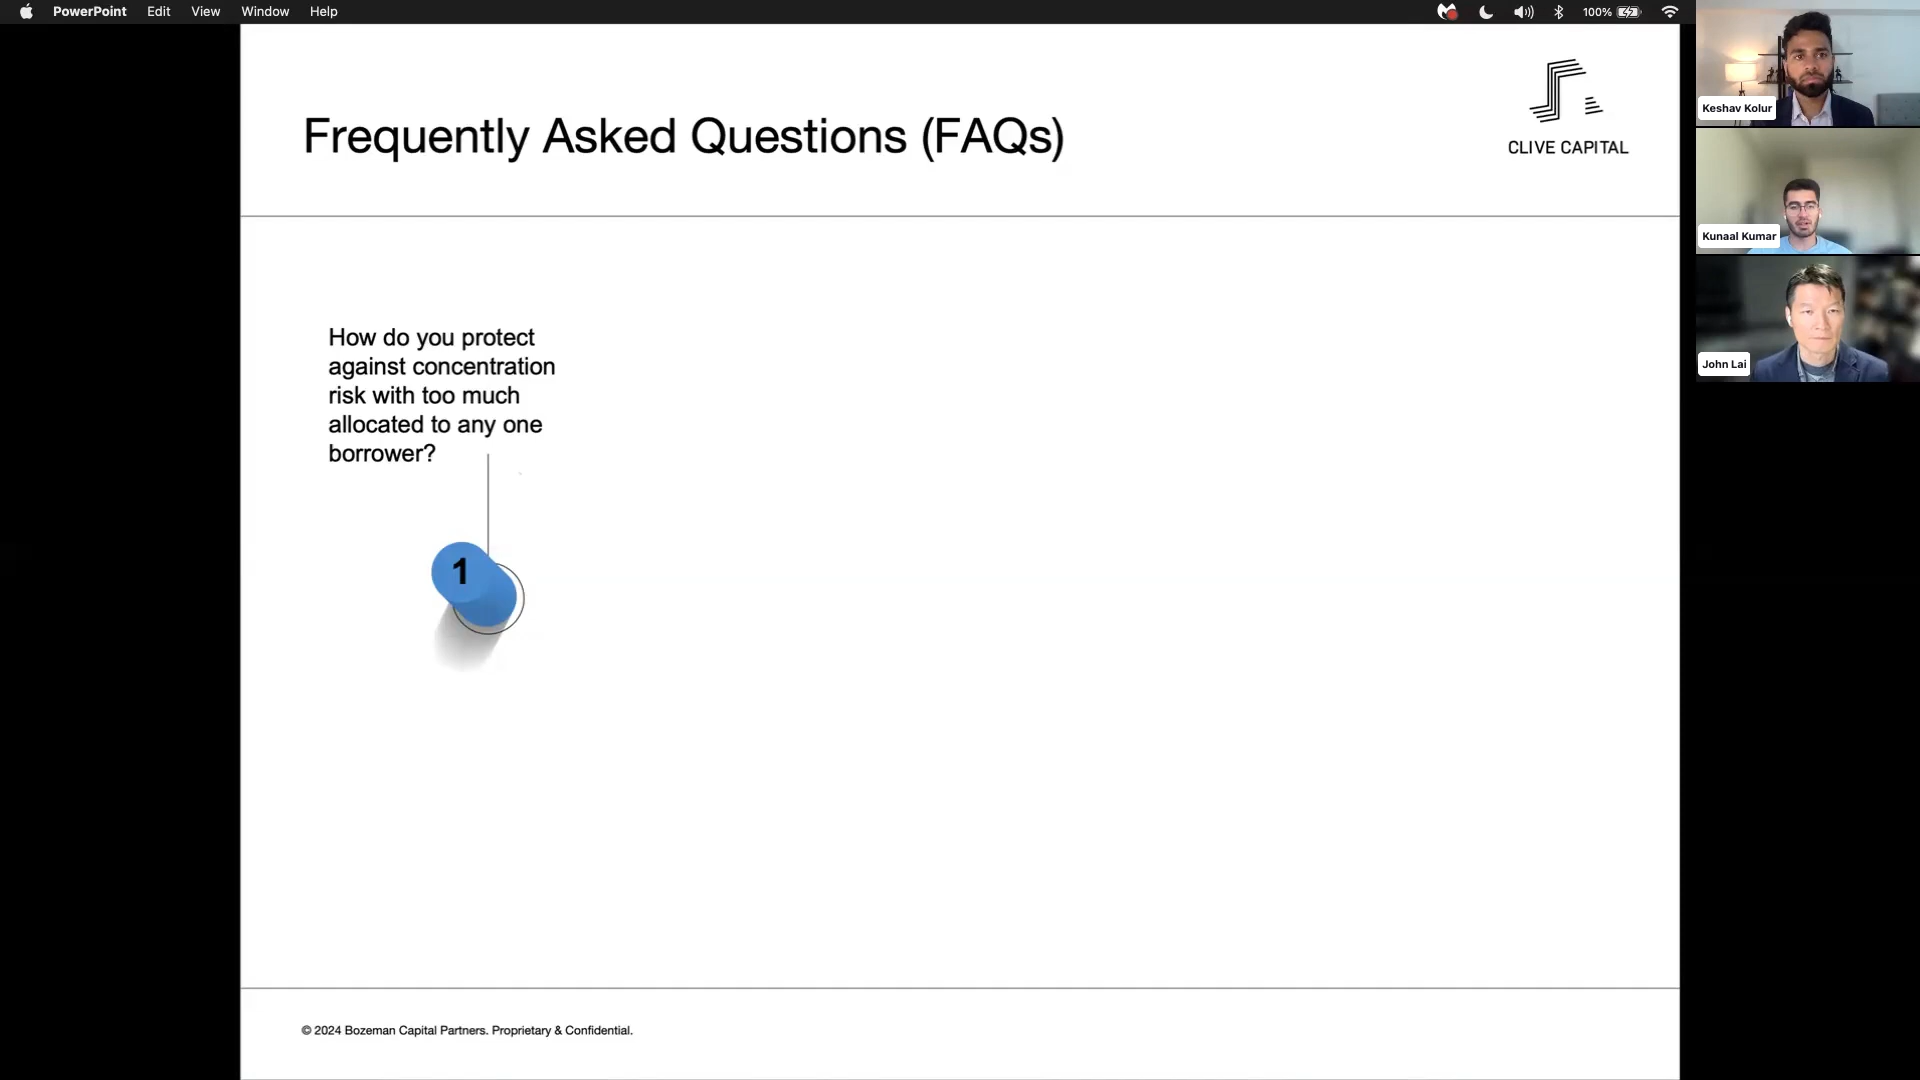 PowerPoint Edit View Window Help
100%
Frequently Asked Questions (FAQs)
CLIVE CAPITAL
Keshav Kolur
Kunaal Kumar
John Lai
How do you protect
against concentration
risk with too much
allocated to any one
borrower?
1
© 2024 Bozeman Capital Partners. Proprietary & Confidential.